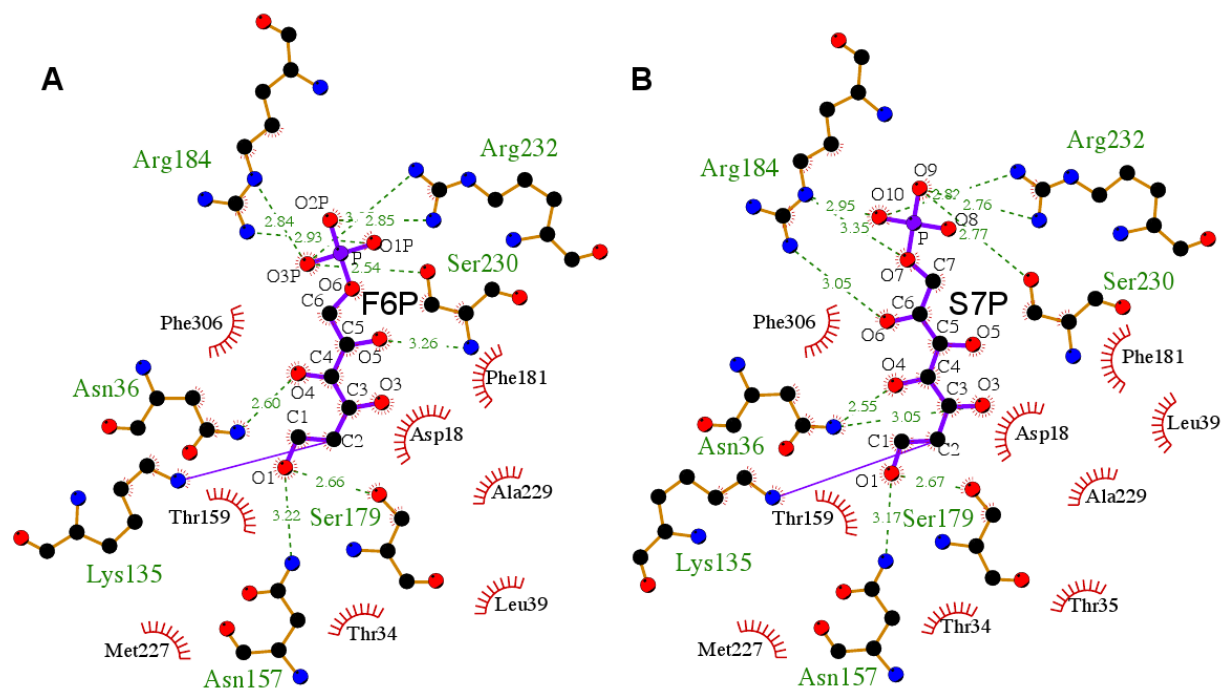 A
B
Arg184
Arg232
O2P
2.84
2.85
2.93
O1P
P
O3P
2.54
Ser230
O6
C6
F6P
Phe306
C5
O5
3.26
C4
Phe181
Asn36
O4
C3
O3
2.60
C1
C2
Asp18
O1
2.66
Ala229
Thr159
Ser179
3.22
Lys135
Leu39
Thr34
Met227
Asn157
Arg184
Arg232
O9
O10
2.82
2.95
2.76
O8
P
3.35
2.77
O7
C7
Ser230
3.05
C6
S7P
Phe306
O6
C5
O5
Phe181
C4
O4
C3
O3
2.55
3.05
Leu39
Asn36
C1
C2
Asp18
O1
2.67
Ala229
Thr159
Ser179
3.17
Lys135
Thr35
Thr34
Met227
Asn157